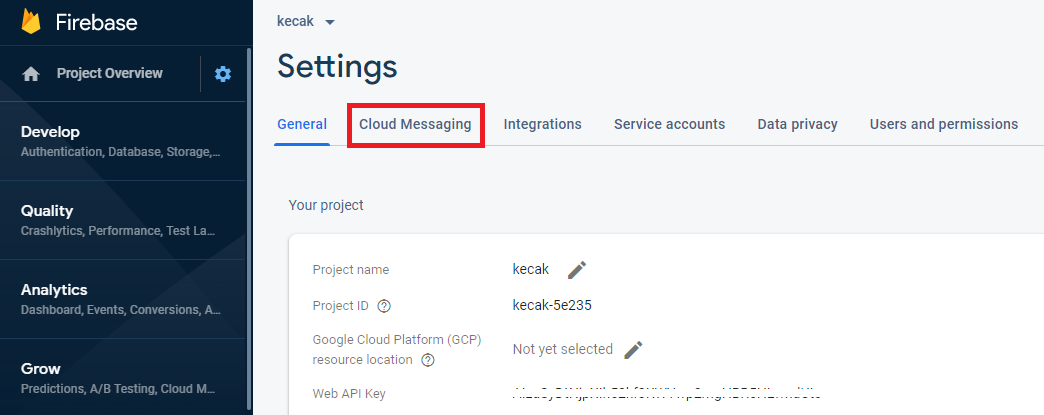 Firebase
Project Overview
Develop
Authentication, Database, Storage,...
Quality
Crashlytics, Performance, Test La...
Analytics
Dashboard, Events, Conversions, A...
Grow
Predictions, A/B Testing, Cloud M...
kecak
Settings
General Cloud Messaging Integrations Service accounts Data privacy Users and permissions
Your project
Project name kecak
Project ID kecak-5e235
Google Cloud Platform (GCP)
resource location Not yet selected
Web API Key